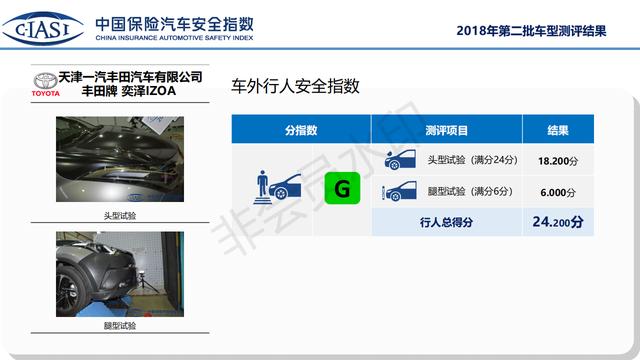 C-IASI
中国保险汽车安全指数
CHINA INSURANCE AUTOMOTIVE SAFETY INDEX
2018年第二批车型测评结果
TOYOTA
天津一汽丰田汽车有限公司
丰田牌 奕泽IZOA
头型试验
腿型试验
车外行人安全指数
分指数 测评项目 结果
G
头型试验（满分24分） 18.200分
腿型试验（满分6分） 6.000分
行人总得分 24.200分
非会员水印